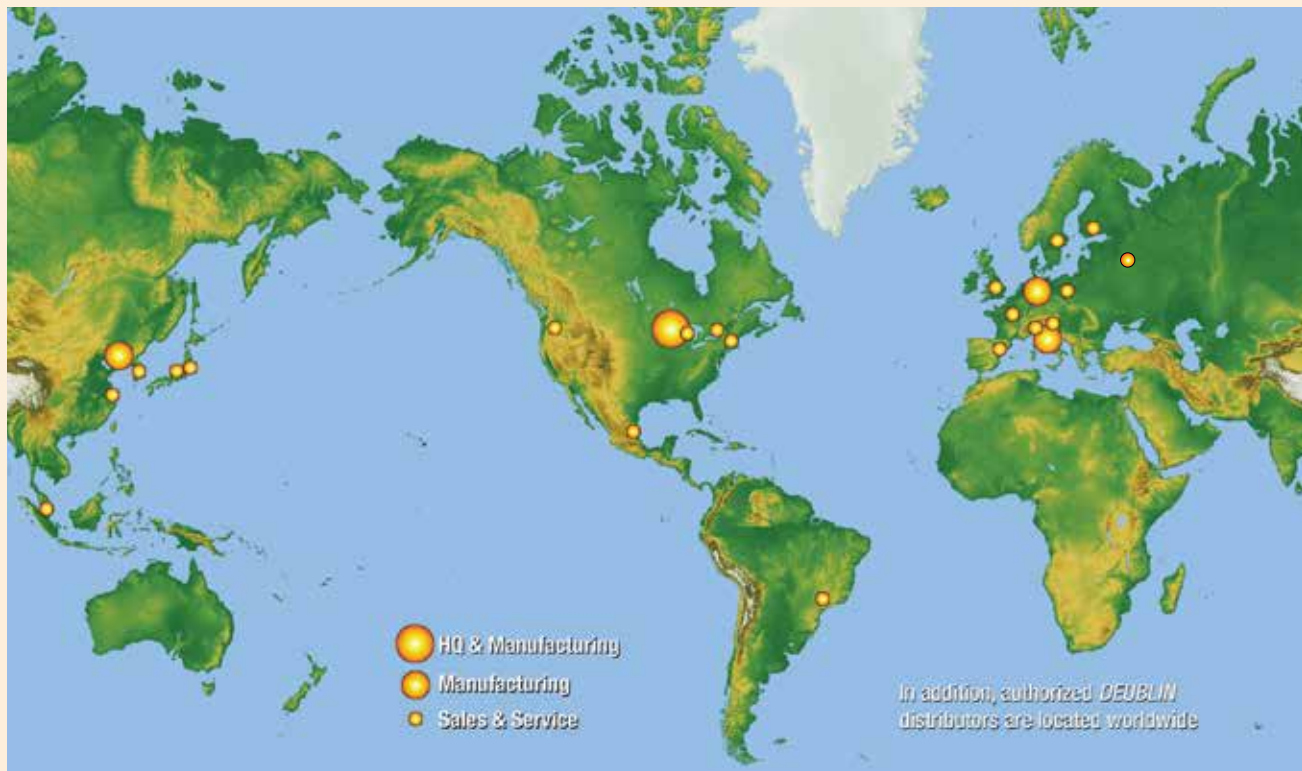 HQ & Manufacturing
Manufacturing
Sales & Service
In addition, authorized DEUBLIN
distributors are located worldwide